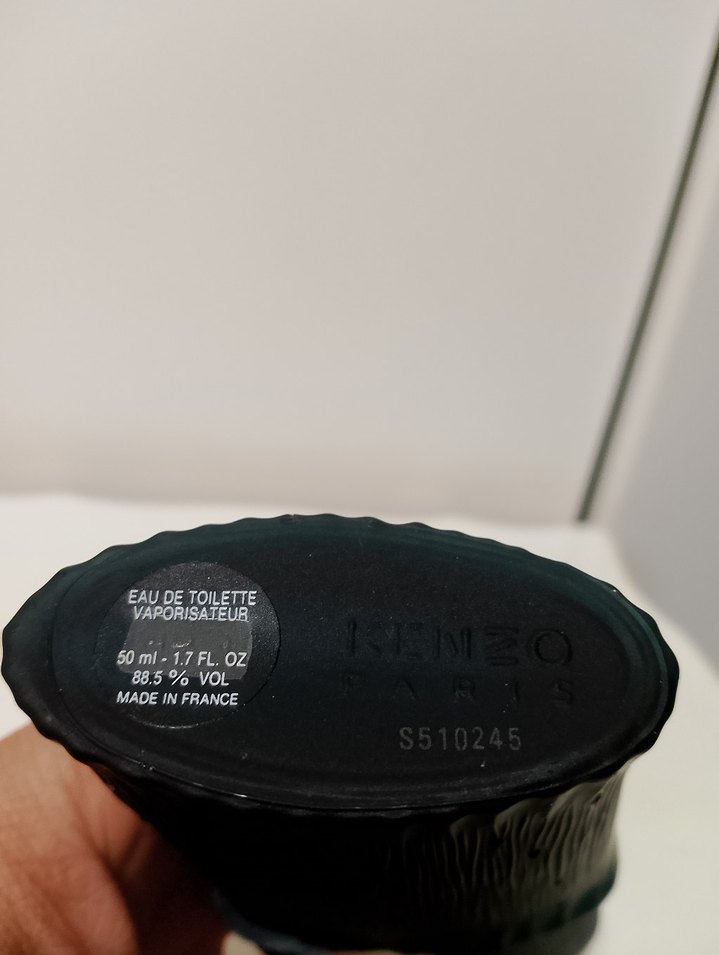 EAU DE TOILETTE
VAPORISATEUR
50 ml - 1.7 FL. OZ
88.5 % VOL
MADE IN FRANCE
KENZO
PARIS
S510245